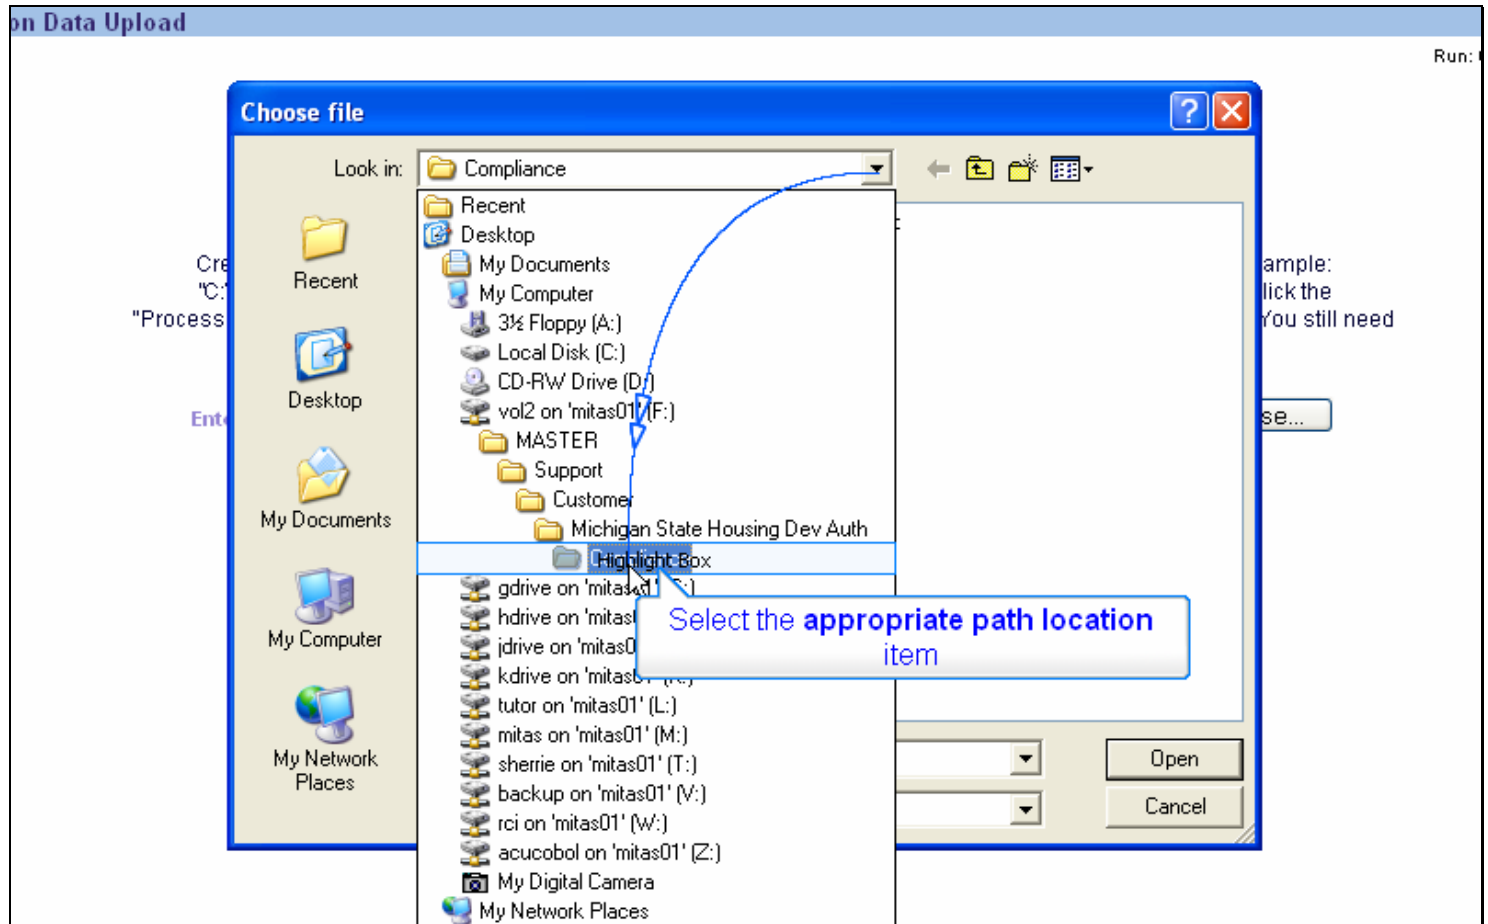 on Data Upload
Run:
Choose file
Look in:
Compliance
Recent
Desktop
My Documents
My Computer
3½ Floppy (A:)
Local Disk (C:)
CD-RW Drive (D:)
vol2 on 'mitas01' (F:)
MASTER
Support
Customer
Michigan State Housing Dev Auth
Highlight Box
gdrive on 'mitas
hdrive on 'mitas
jdrive on 'mitas0
kdrive on 'mitas
tutor on 'mitas01' (L:)
mitas on 'mitas01' (M:)
sherrie on 'mitas01' (T:)
backup on 'mitas01' (V:)
rci on 'mitas01' (W:)
acucobol on 'mitas01' (Z:)
My Digital Camera
My Network Places
Recent
Desktop
My Documents
My Computer
My Network
Places
Select the appropriate path location
item
Open
Cancel
Cre
"C:
"Process
Ente
ample:
lick the
You still need
se...